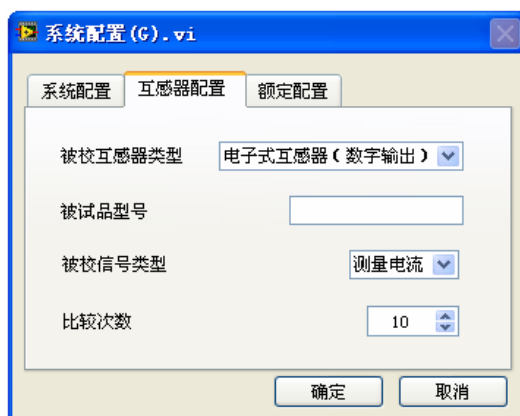 系统配置(G).vi
系统配置 互感器配置 额定配置
被校互感器类型 电子式互感器(数字输出)
被试品型号
被校信号类型 测量电流
比较次数 10
确定 取消